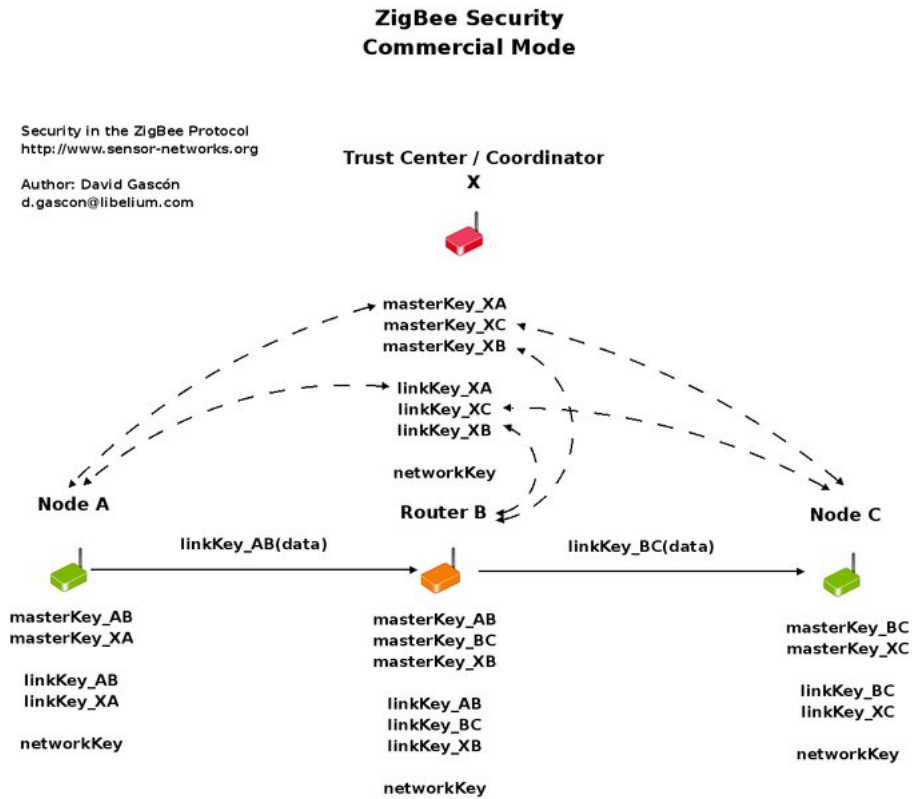 ZigBee Security
Commercial Mode
Security in the ZigBee Protocol
http://www.sensor-networks.org
Author: David Gascón
d.gascon@libelium.com
Trust Center / Coordinator
X
masterKey_XA
masterKey_XC
masterKey_XB
linkKey_XA
linkKey_XC
linkKey_XB
networkKey
Node A
Router B
Node C
linkKey_AB(data)
linkKey_BC(data)
masterKey_AB
masterKey_XA
linkKey_AB
linkKey_XA
networkKey
masterKey_AB
masterKey_BC
masterKey_XB
linkKey_AB
linkKey_BC
linkKey_XB
networkKey
masterKey_BC
masterKey_XC
linkKey_BC
linkKey_XC
networkKey